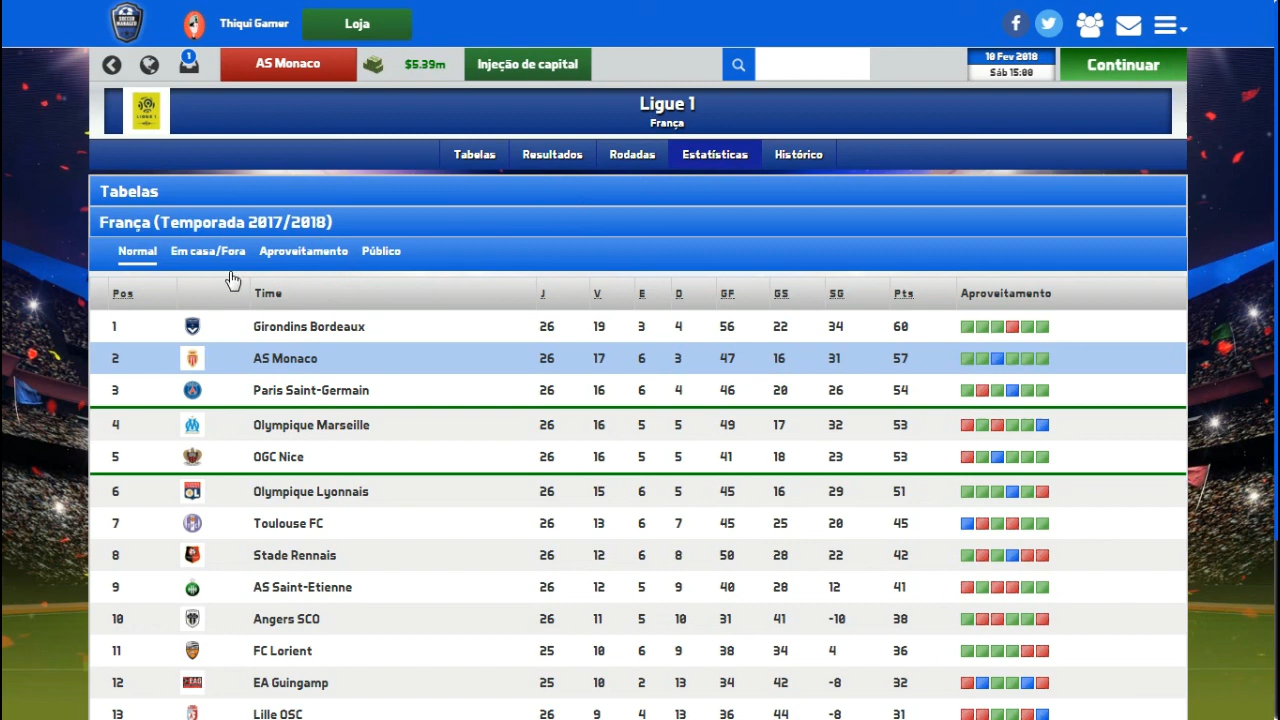 SOCCER MANAGER
Thiqui Gamer
Loja
f
1
AS Monaco
$5.39m
Injeção de capital
10 Fev 2018
Sáb 15:00
Continuar
LIGUE 1
Ligue 1
França
Tabelas Resultados Rodadas Estatísticas Histórico
Tabelas
França (Temporada 2017/2018)
Normal Em casa/Fora Aproveitamento Público
Pos Time J V E D GF GS SG Pts Aproveitamento
1 Girondins Bordeaux 26 19 3 4 56 22 34 60
2 AS Monaco 26 17 6 3 47 16 31 57
3 Paris Saint-Germain 26 16 6 4 46 20 26 54
4 Olympique Marseille 26 16 5 5 49 17 32 53
5 OGC Nice 26 16 5 5 41 18 23 53
6 OL Olympique Lyonnais 26 15 6 5 45 16 29 51
7 Toulouse FC 26 13 6 7 45 25 20 45
8 Stade Rennais 26 12 6 8 50 28 22 42
9 AS Saint-Etienne 26 12 5 9 40 28 12 41
10 Angers SCO 26 11 5 10 31 41 -10 38
11 FC Lorient 25 10 6 9 38 34 4 36
12 EAG EA Guingamp 25 10 2 13 34 42 -8 32
13 Lille OSC 26 9 4 13 36 44 -8 31